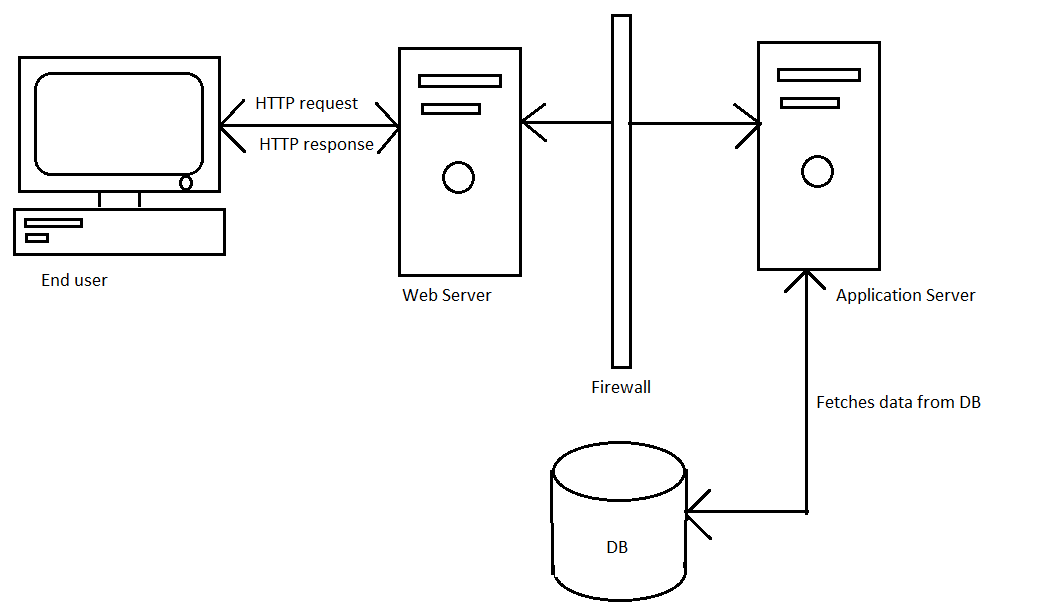 HTTP request
HTTP response
End user
Web Server
Application Server
Firewall
Fetches data from DB
DB